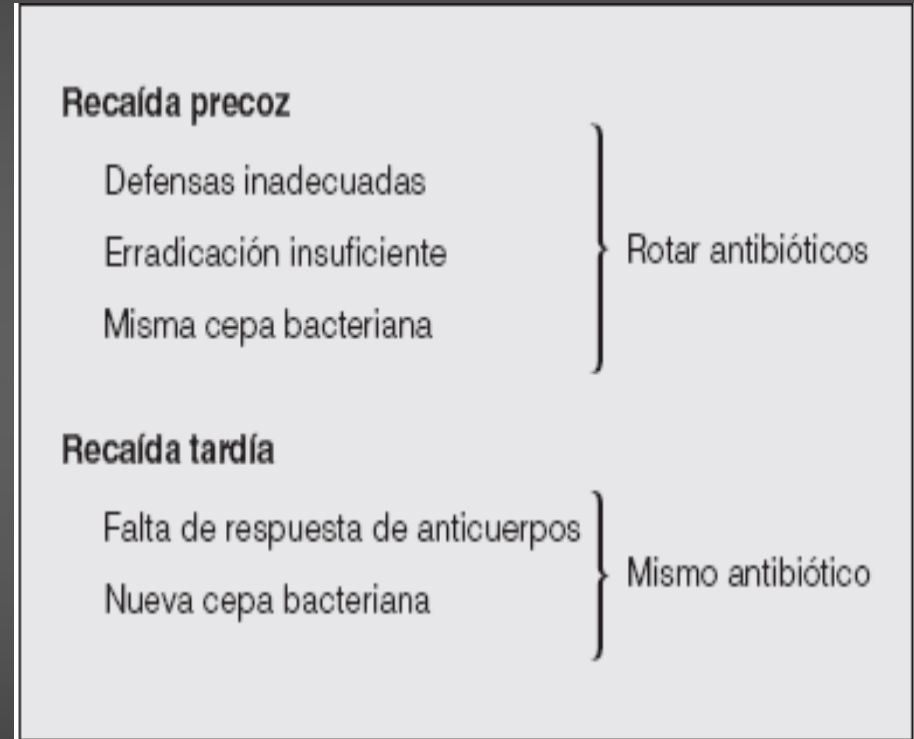 Recaída precoz
Defensas inadecuadas
Erradicación insuficiente
Misma cepa bacteriana
Rotar antibióticos
Recaída tardía
Falta de respuesta de anticuerpos
Nueva cepa bacteriana
Mismo antibiótico